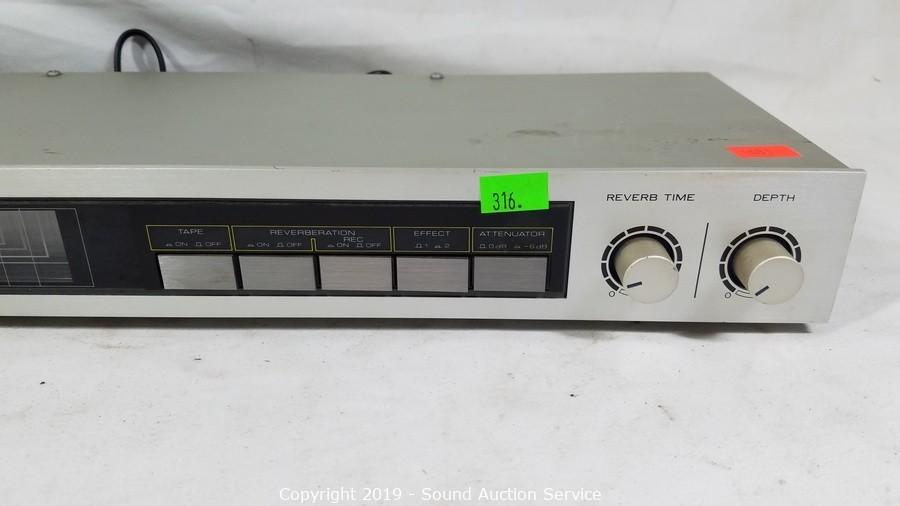 316.
REVERB TIME
DEPTH
TAPE
REVERBERATION
REC
EFFECT
ATTENUATOR
ON OFF
ON OFF
ON OFF
1 2
0dB -6dB
0
0
Copyright 2019 - Sound Auction Service